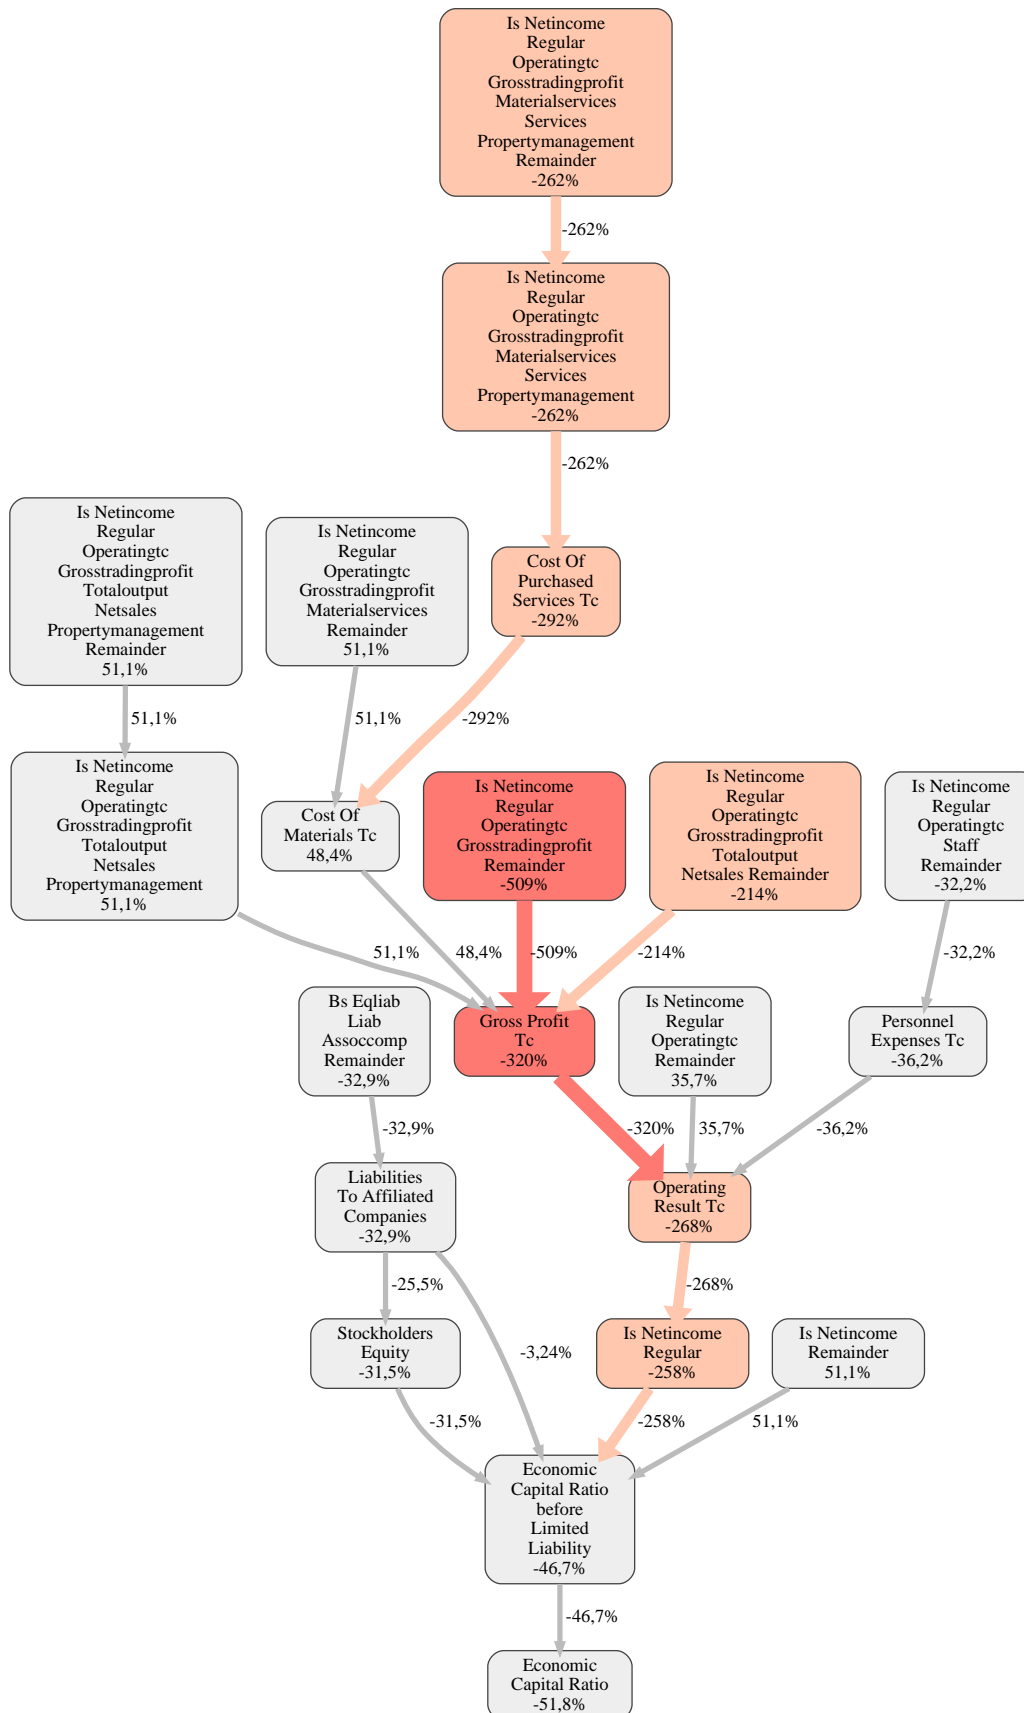 Is Netincome
Regular
Operatingtc
Grosstradingprofit
Materialservices
Services
Propertymanagement
Remainder
-262%
-262%
Is Netincome
Regular
Operatingtc
Grosstradingprofit
Materialservices
Services
Propertymanagement
-262%
-262%
Is Netincome
Regular
Operatingtc
Grosstradingprofit
Totaloutput
Netsales
Propertymanagement
Remainder
51,1%
Is Netincome
Regular
Operatingtc
Grosstradingprofit
Materialservices
Remainder
51,1%
Cost Of
Purchased
Services Tc
-292%
51,1%
51,1%
-292%
Is Netincome
Regular
Operatingtc
Grosstradingprofit
Totaloutput
Netsales
Propertymanagement
51,1%
Cost Of
Materials Tc
48,4%
Is Netincome
Regular
Operatingtc
Grosstradingprofit
Remainder
-509%
Is Netincome
Regular
Operatingtc
Grosstradingprofit
Totaloutput
Netsales Remainder
-214%
Is Netincome
Regular
Operatingtc
Staff
Remainder
-32,2%
51,1%
48,4%
-509%
-214%
-32,2%
Bs Eqliab
Liab
Assoccomp
Remainder
-32,9%
Gross Profit
Tc
-320%
Is Netincome
Regular
Operatingtc
Remainder
35,7%
Personnel
Expenses Tc
-36,2%
-32,9%
-320%
35,7%
-36,2%
Liabilities
To Affiliated
Companies
-32,9%
Operating
Result Tc
-268%
-25,5%
-3,24%
-268%
Stockholders
Equity
-31,5%
Is Netincome
Regular
-258%
Is Netincome
Remainder
51,1%
-31,5%
-258%
51,1%
Economic
Capital Ratio
before
Limited
Liability
-46,7%
-46,7%
Economic
Capital Ratio
-51,8%